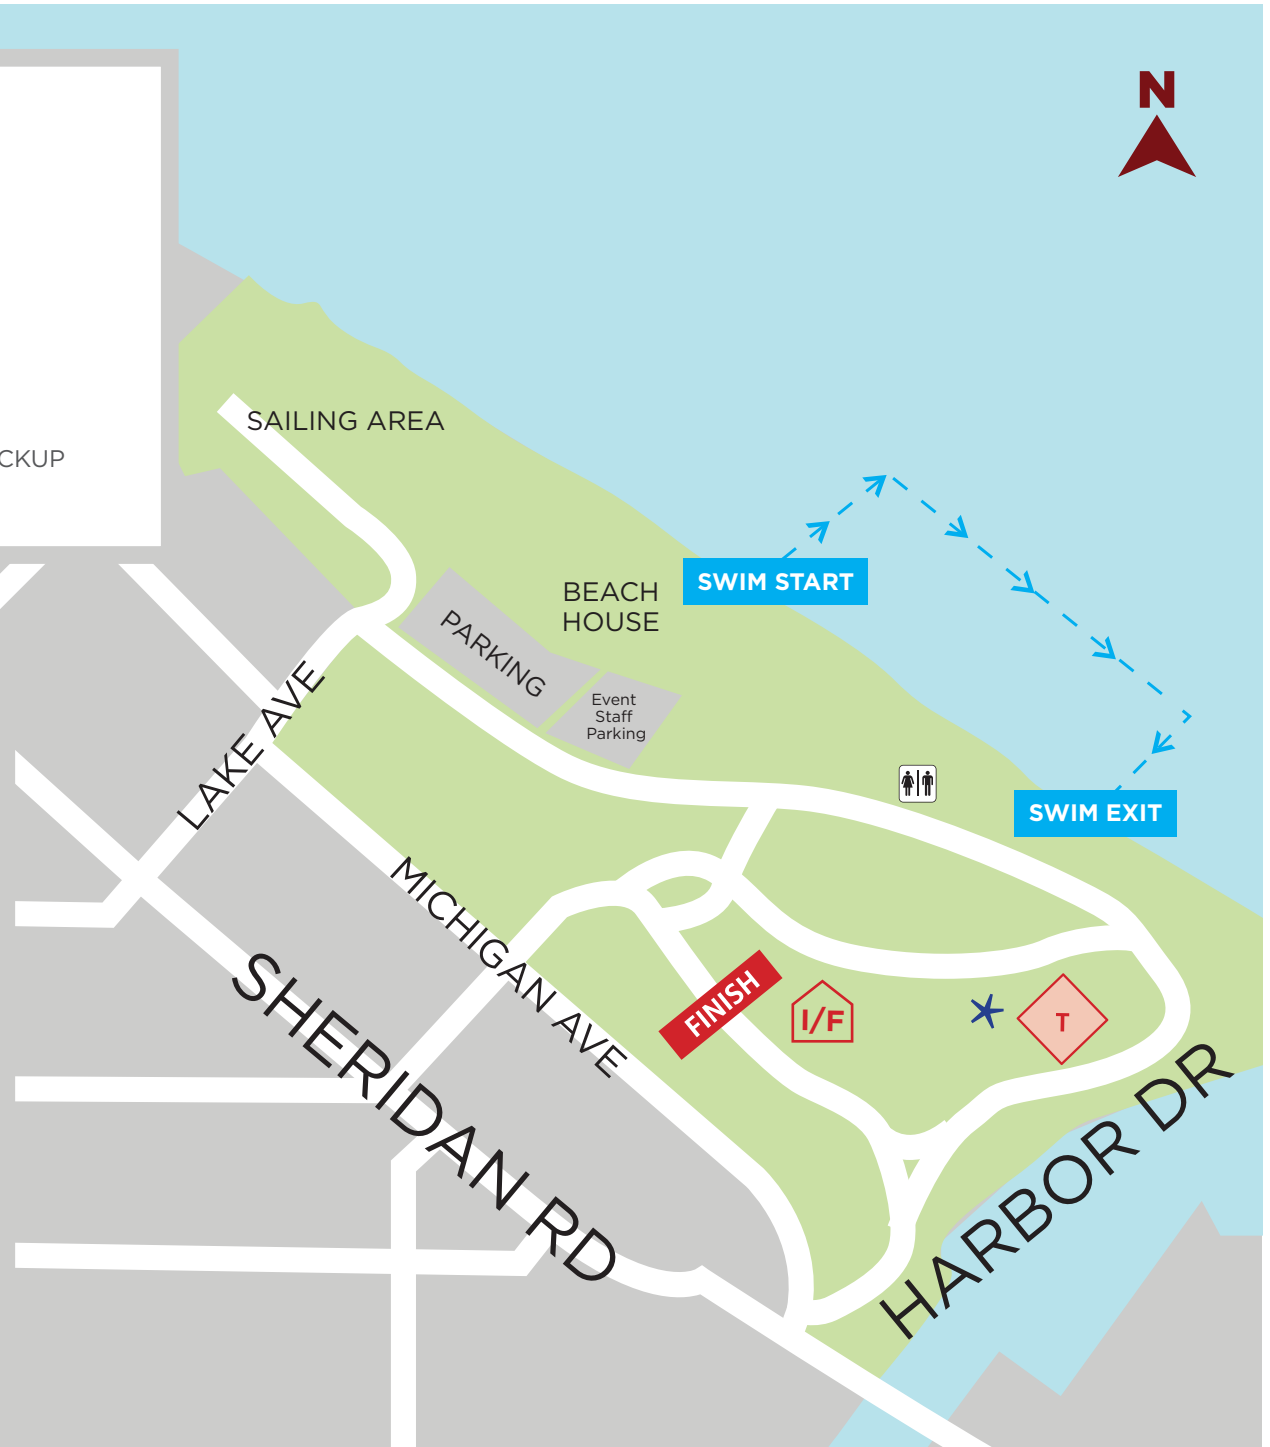 N
SAILING AREA
CKUP
BEACH
HOUSE
SWIM START
PARKING
Event
Staff
Parking
LAKE AVE
SWIM EXIT
MICHIGAN AVE
FINISH
I/F
T
SHERIDAN RD
HARBOR DR